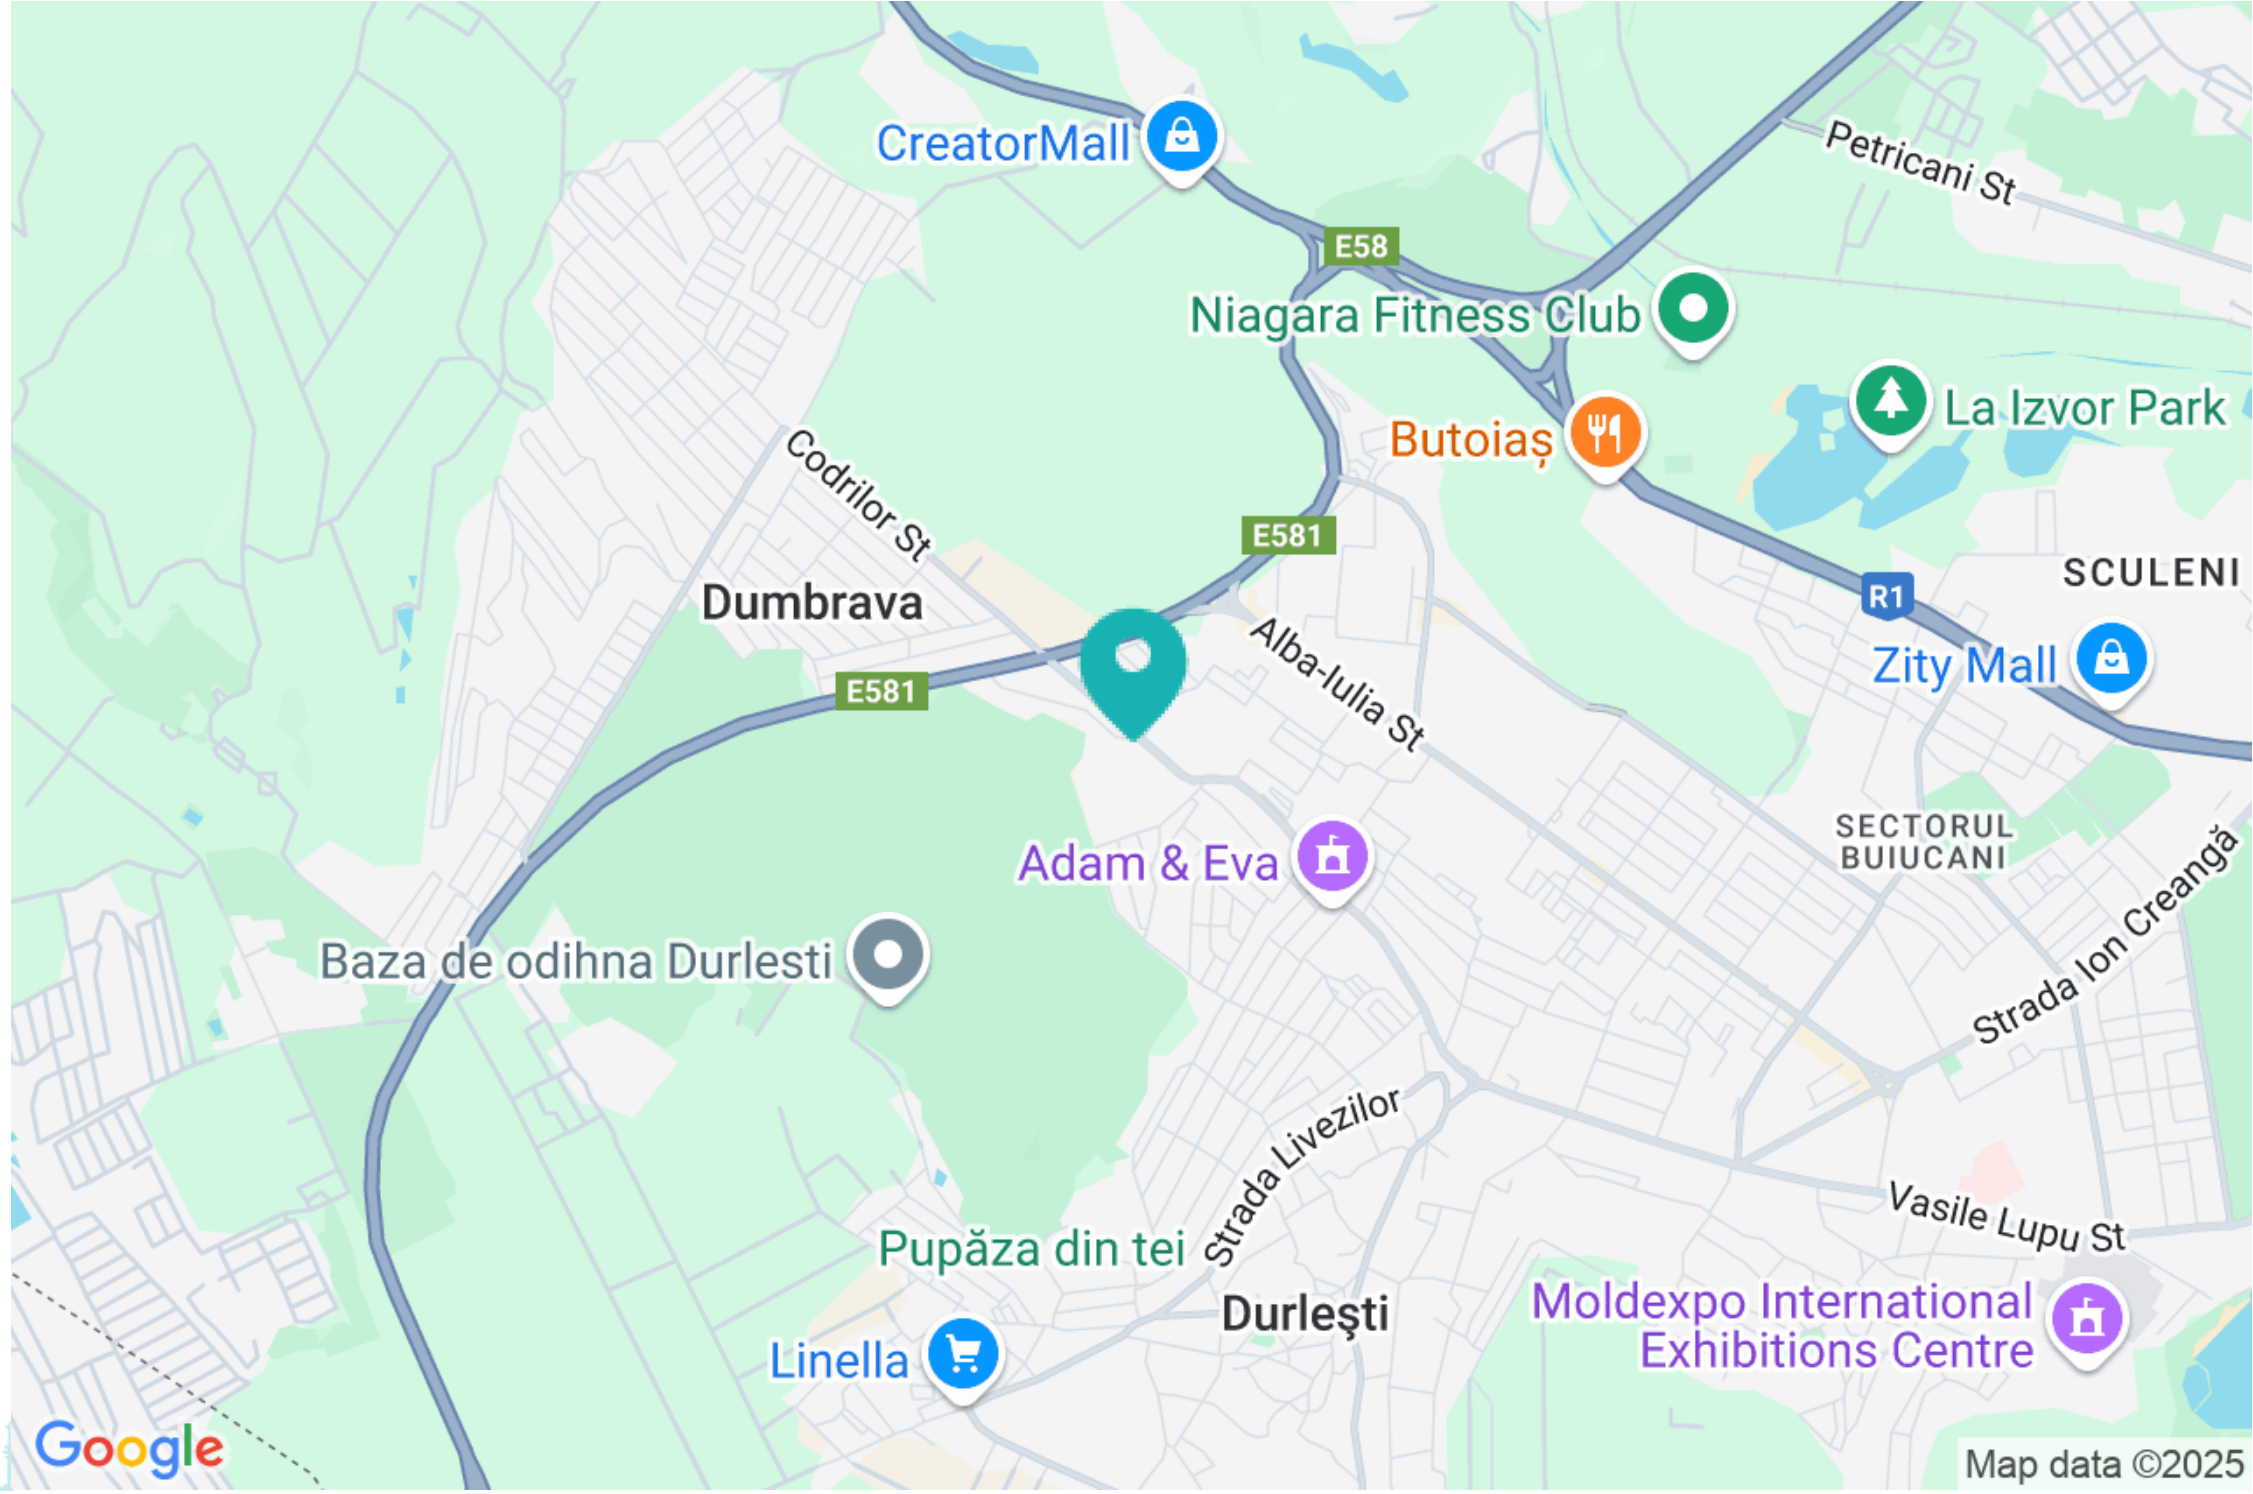 CreatorMall
Petricani St
E58
Niagara Fitness Club
Butoiaș
La Izvor Park
Codrilor St
E581
SCULENI
Dumbrava
R1
Alba-Iulia St
Zity Mall
E581
SECTORUL
BUIUCANI
Adam & Eva
Strada Ion Creangă
Baza de odihna Durlesti
Strada Livezilor
Vasile Lupu St
Pupăza din tei
Durleşti
Moldexpo International
Exhibitions Centre
Linella
Google
Map data ©2025